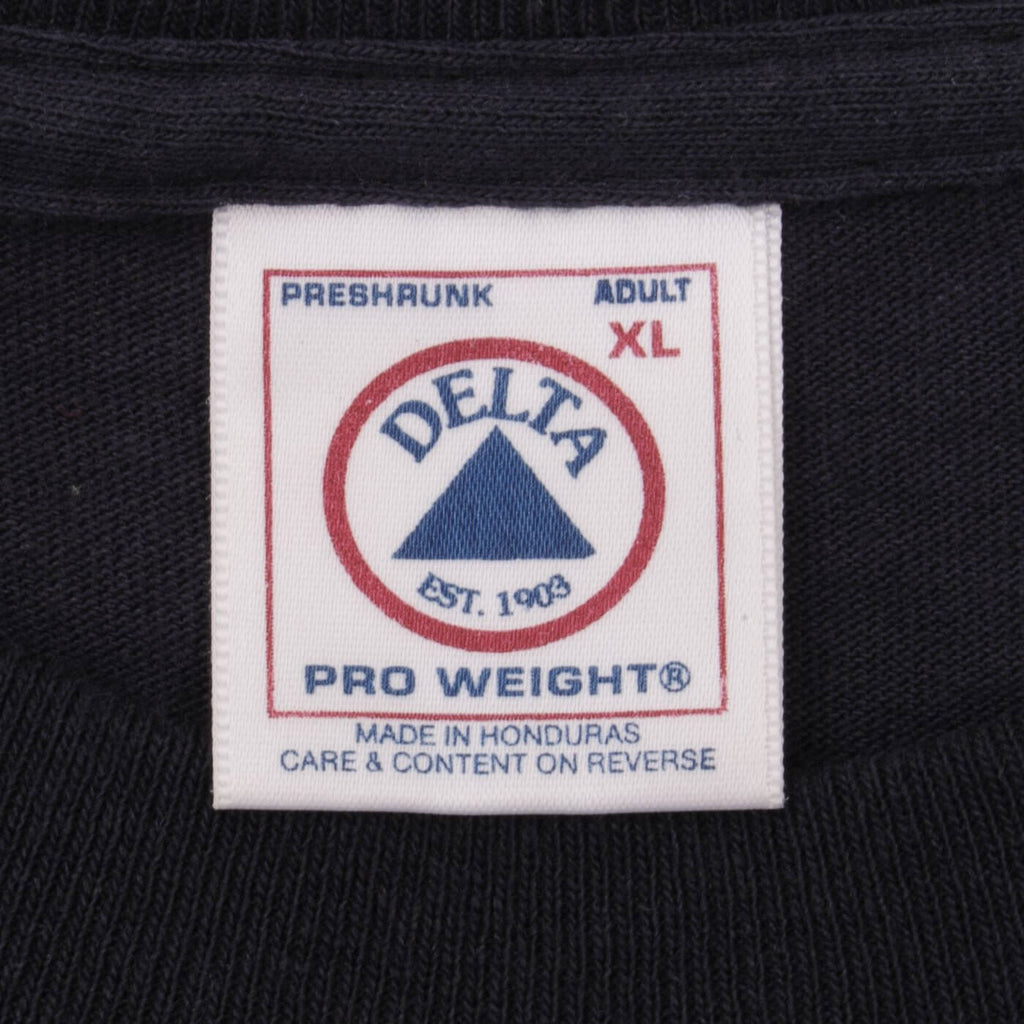 PRESHRUNK ADULT
XL
DELTA
EST. 1903
PRO WEIGHT®
MADE IN HONDURAS
CARE & CONTENT ON REVERSE